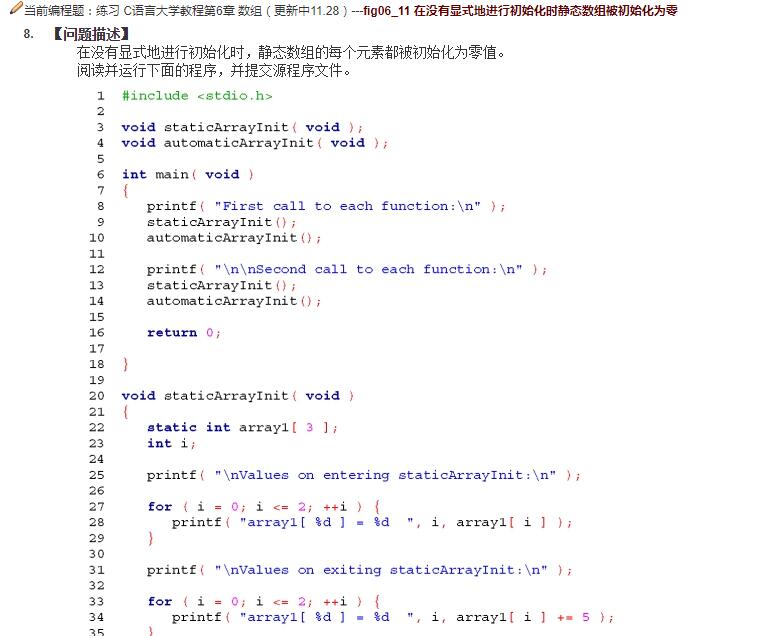 当前编程题：练习 C语言大学教程第6章 数组（更新中11.28）---fig06_11 在没有显式地进行初始化时静态数组被初始化为零
8. 【问题描述】
在没有显式地进行初始化时，静态数组的每个元素都被初始化为零值。
阅读并运行下面的程序，并提交源程序文件。
1 #include <stdio.h>
2
3 void staticArrayInit( void );
4 void automaticArrayInit( void );
5
6 int main( void )
7 {
8 printf( "First call to each function:\n" );
9 staticArrayInit();
10 automaticArrayInit();
11
12 printf( "\n\nSecond call to each function:\n" );
13 staticArrayInit();
14 automaticArrayInit();
15
16 return 0;
17
18 }
19
20 void staticArrayInit( void )
21 {
22 static int array1[ 3 ];
23 int i;
24
25 printf( "\nValues on entering staticArrayInit:\n" );
26
27 for ( i = 0; i <= 2; ++i ) {
28 printf( "array1[ %d ] = %d  ", i, array1[ i ] );
29 }
30
31 printf( "\nValues on exiting staticArrayInit:\n" );
32
33 for ( i = 0; i <= 2; ++i ) {
34 printf( "array1[ %d ] = %d  ", i, array1[ i ] += 5 );
35 }